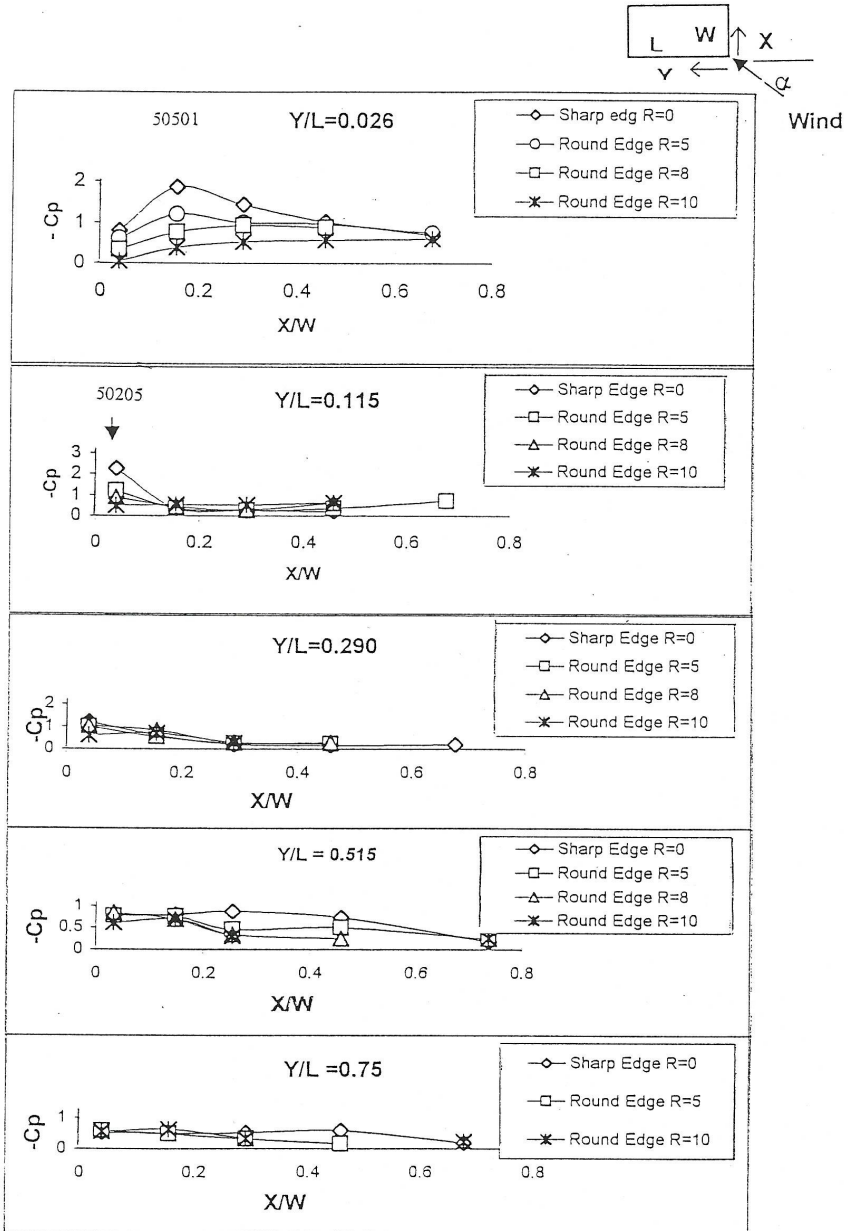 L W X
Y α
Wind
50501 Y/L=0.026
Sharp edg R=0
Round Edge R=5
Round Edge R=8
Round Edge R=10
- Cp
2
1
0
0 0.2 0.4 0.6 0.8
X/W
50205 Y/L=0.115
Sharp Edge R=0
Round Edge R=5
Round Edge R=8
Round Edge R=10
-Cp
3
2
1
0
0 0.2 0.4 0.6 0.8
X/W
Y/L=0.290
Sharp Edge R=0
Round Edge R=5
Round Edge R=8
Round Edge R=10
-Cp
2
1
0
0 0.2 0.4 0.6 0.8
X/W
Y/L = 0.515
Sharp Edge R=0
Round Edge R=5
Round Edge R=8
Round Edge R=10
-Cp
1
0.5
0
0 0.2 0.4 0.6 0.8
X/W
Y/L =0.75
Sharp Edge R=0
Round Edge R=5
Round Edge R=10
-Cp
1
0
0 0.2 0.4 0.6 0.8
X/W